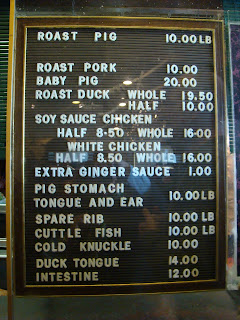 ROAST PIG 10.00 LB
ROAST PORK 10.00
BABY PIG 20.00
ROAST DUCK WHOLE 19.50
HALF 10.00
SOY SAUCE CHICKEN
HALF 8.50 WHOLE 16.00
WHITE CHICKEN
HALF 8.50 WHOLE 16.00
EXTRA GINGER SAUCE 1.00
PIG STOMACH
TONGUE AND EAR 10.00 LB
SPARE RIB 10.00 LB
CUTTLE FISH 10.00 LB
COLD KNUCKLE 10.00
DUCK TONGUE 14.00
INTESTINE 12.00